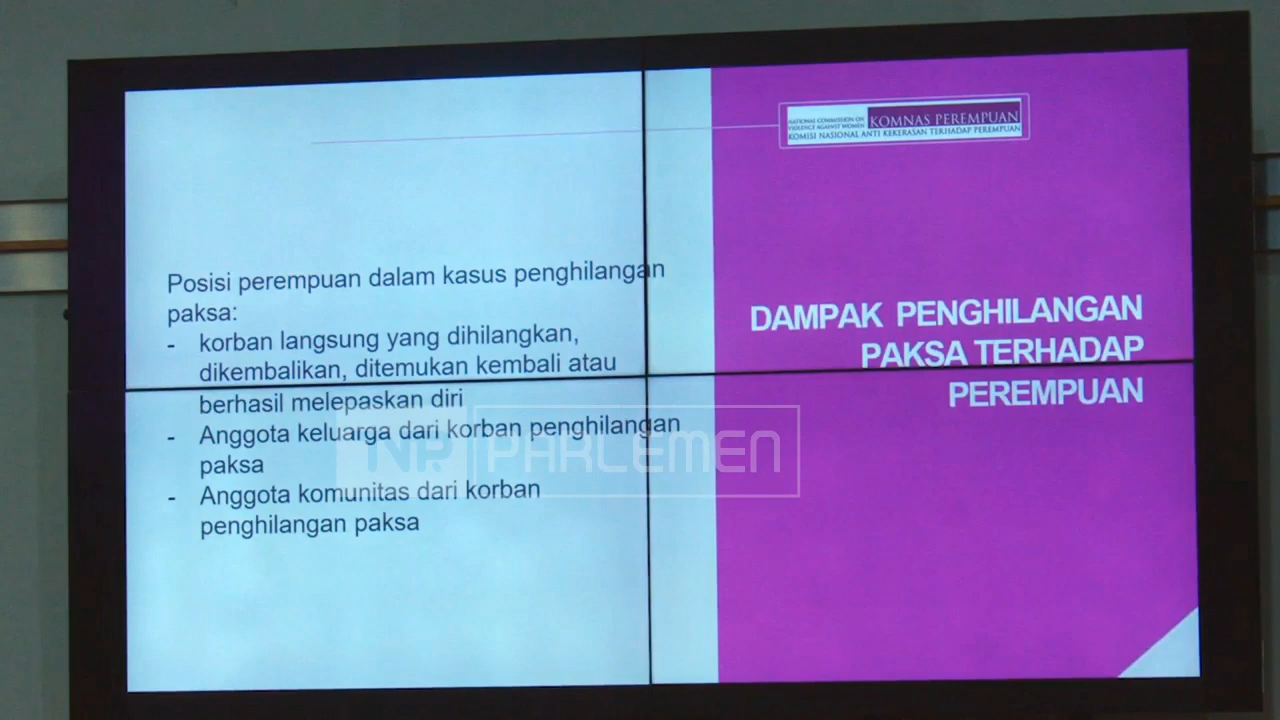 NATIONAL COMMISSION ON
VIOLENCE AGAINST WOMEN
KOMNAS PEREMPUAN
KOMISI NASIONAL ANTI KEKERASAN TERHADAP PEREMPUAN
Posisi perempuan dalam kasus penghilangan
paksa:
- korban langsung yang dihilangkan,
dikembalikan, ditemukan kembali atau
berhasil melepaskan diri
- Anggota keluarga dari korban penghilangan
paksa
- Anggota komunitas dari korban
penghilangan paksa
DAMPAK PENGHILANGAN
PAKSA TERHADAP
PEREMPUAN
PARLEMEN